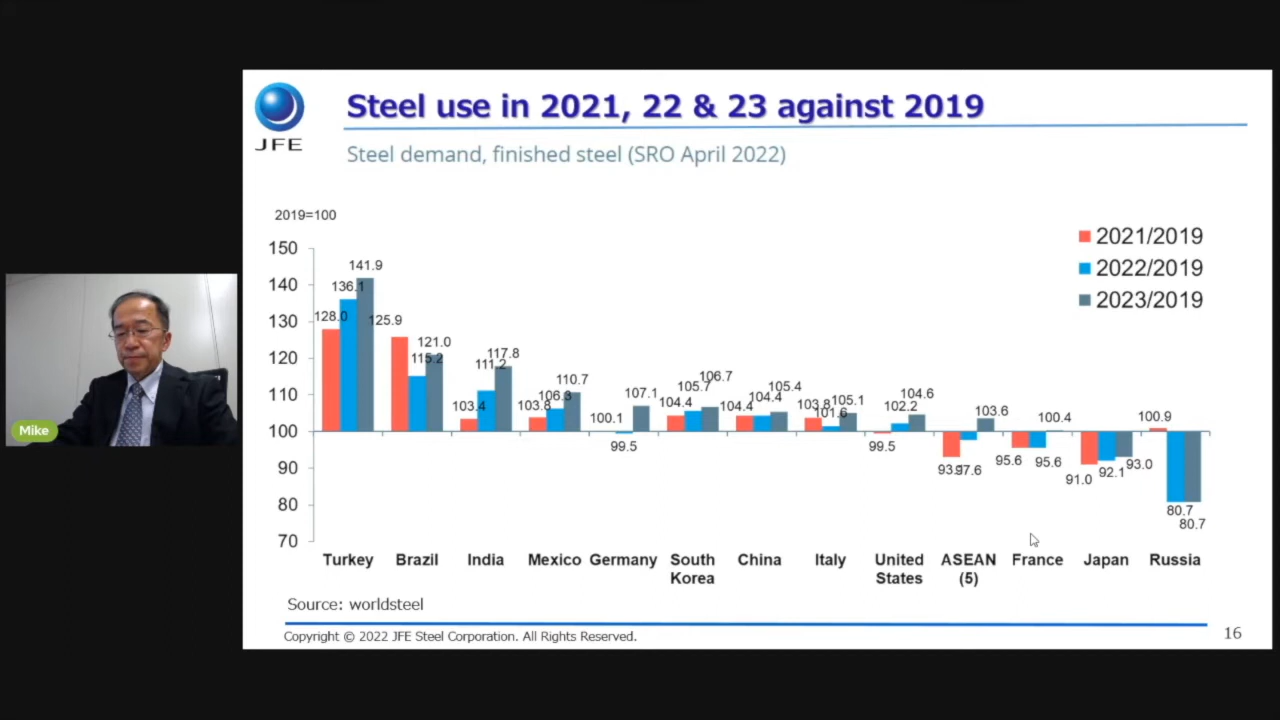 JFE
Steel use in 2021, 22 & 23 against 2019
Steel demand, finished steel (SRO April 2022)
2019=100
2021/2019
2022/2019
2023/2019
150
140
130
120
110
100
90
80
70
128.0 136.1 141.9
125.9 115.2 121.0
103.4 111.2 117.8
103.8 106.3 110.7
100.1 99.5 107.1
104.4 105.7 106.7
104.4 104.4 105.4
103.8 101.6 105.1
99.5 102.2 104.6
97.6 103.6
95.6 95.6 100.4
91.0 92.1 93.0
100.9 80.7 80.7
Turkey Brazil India Mexico Germany South Korea China Italy United States ASEAN (5) France Japan Russia
Source: worldsteel
Copyright © 2022 JFE Steel Corporation. All Rights Reserved.
16
Mike